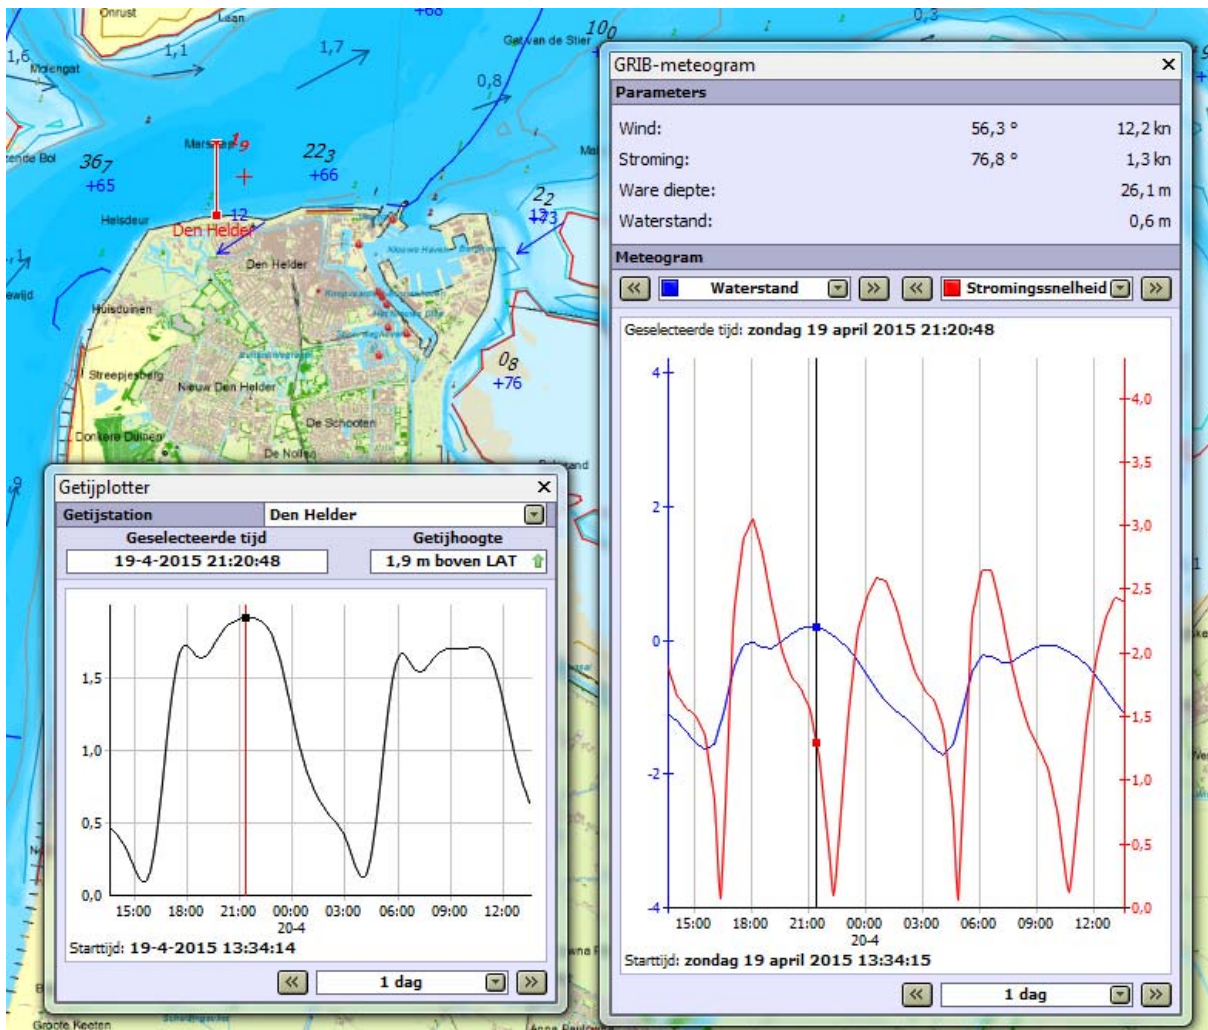 Onrust
Laan
+68
10₀
0,3
Gat van de Stier
1,6
1,1
1,7
Molengat
0,8
36₇
+65
Marsdiep
1₉
22₃
+66
2₂
+73
12
12
Helsdeur
Den Helder
Den Helder
Nieuwe Haven
Huisduinen
0₈
+76
Streepjesberg
Nieuw Den Helder
De Schooten
Donkere Duinen
De Nollen
Getijplotter
Getijstation Den Helder
Geselecteerde tijd Getijhoogte
19-4-2015 21:20:48 1,9 m boven LAT
1,5
1,0
0,5
0,0
15:00 18:00 21:00 00:00 03:00 06:00 09:00 12:00
20-4
Starttijd: 19-4-2015 13:34:14
<< 1 dag >>
Groote Keeten
Anna Paulowna
GRIB-meteogram
Parameters
Wind: 56,3 ° 12,2 kn
Stroming: 76,8 ° 1,3 kn
Ware diepte: 26,1 m
Waterstand: 0,6 m
Meteogram
<< Waterstand >> << Stromingssnelheid >>
Geselecteerde tijd: zondag 19 april 2015 21:20:48
4
2
0
-2
-4
4,0
3,5
3,0
2,5
2,0
1,5
1,0
0,5
0,0
15:00 18:00 21:00 00:00 03:00 06:00 09:00 12:00
20-4
Starttijd: zondag 19 april 2015 13:34:15
<< 1 dag >>